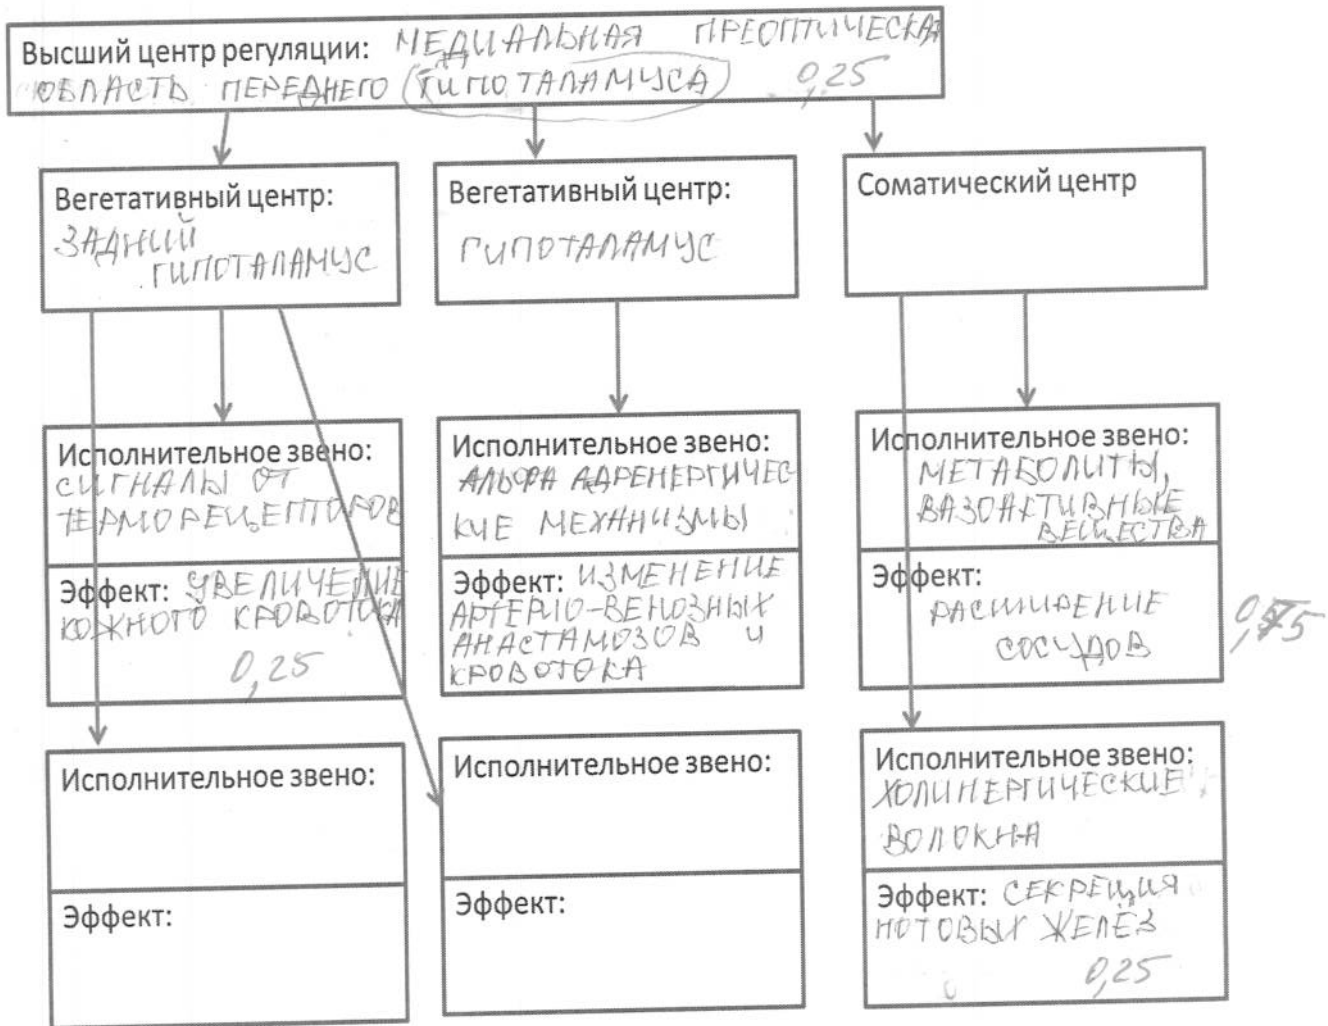 Высший центр регуляции: МЕДИАЛЬНАЯ ПРЕОПТИЧЕСКАЯ
ОБЛАСТЬ ПЕРЕДНЕГО ГИПОТАЛАМУСА 0,25
Вегетативный центр:
ЗАДНИЙ
ГИПОТАЛАМУС
Вегетативный центр:
ГИПОТАЛАМУС
Соматический центр
Исполнительное звено:
СИГНАЛЫ ОТ
ТЕРМОРЕЦЕПТОРОВ
Эффект: УВЕЛИЧЕНИЕ
КОЖНОГО КРОВОТОКА
0,25
Исполнительное звено:
АЛЬФА АДРЕНЕРГИЧЕС
КИЕ МЕХАНИЗМЫ
Эффект: ИЗМЕНЕНИЕ
АРТЕРИО-ВЕНОЗНЫХ
АНАСТАМОЗОВ И
КРОВОТОКА
Исполнительное звено:
МЕТАБОЛИТЫ,
ВАЗОАКТИВНЫЕ
ВЕЩЕСТВА
Эффект:
РАСШИРЕНИЕ
СОСУДОВ
Исполнительное звено:
Эффект:
Исполнительное звено:
Эффект:
Исполнительное звено:
ХОЛИНЕРГИЧЕСКИЕ
ВОЛОКНА
Эффект: СЕКРЕЦИЯ
ПОТОВЫХ ЖЕЛЁЗ
0,25